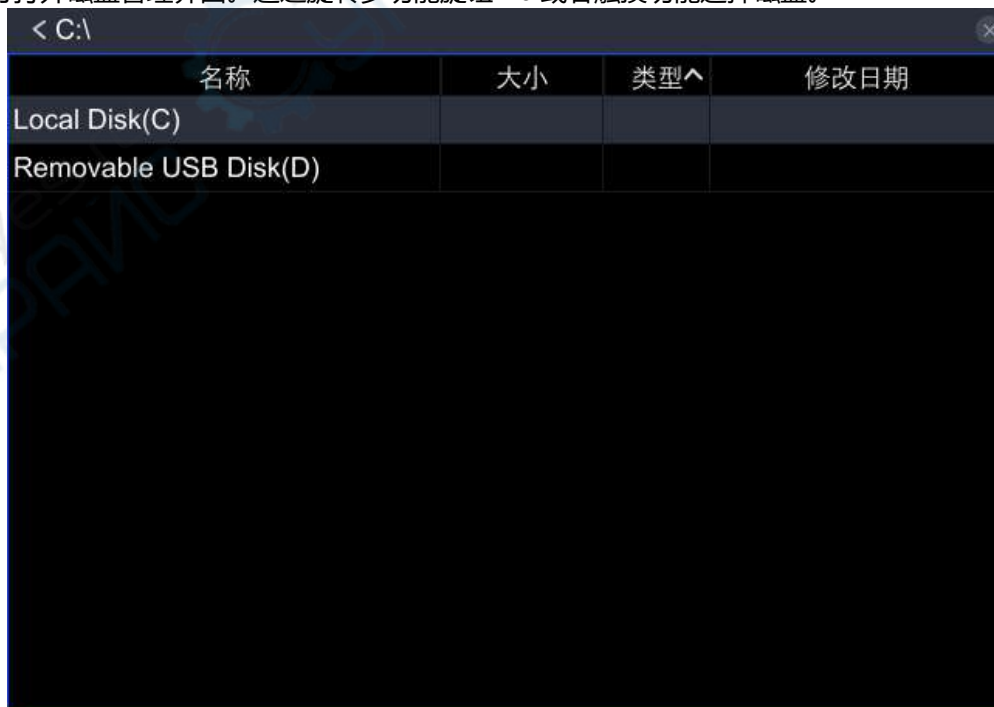 < C:\
名称 大小 类型^ 修改日期
Local Disk(C)
Removable USB Disk(D)